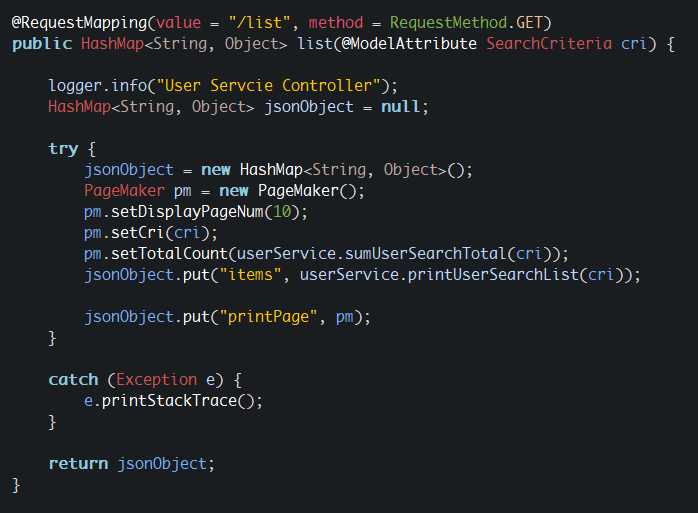 @RequestMapping(value = "/list", method = RequestMethod.GET)
public HashMap<String, Object> list(@ModelAttribute SearchCriteria cri) {
logger.info("User Servcie Controller");
HashMap<String, Object> jsonObject = null;
try {
jsonObject = new HashMap<String, Object>();
PageMaker pm = new PageMaker();
pm.setDisplayPageNum(10);
pm.setCri(cri);
pm.setTotalCount(userService.sumUserSearchTotal(cri));
jsonObject.put("items", userService.printUserSearchList(cri));
jsonObject.put("printPage", pm);
}
catch (Exception e) {
e.printStackTrace();
}
return jsonObject;
}